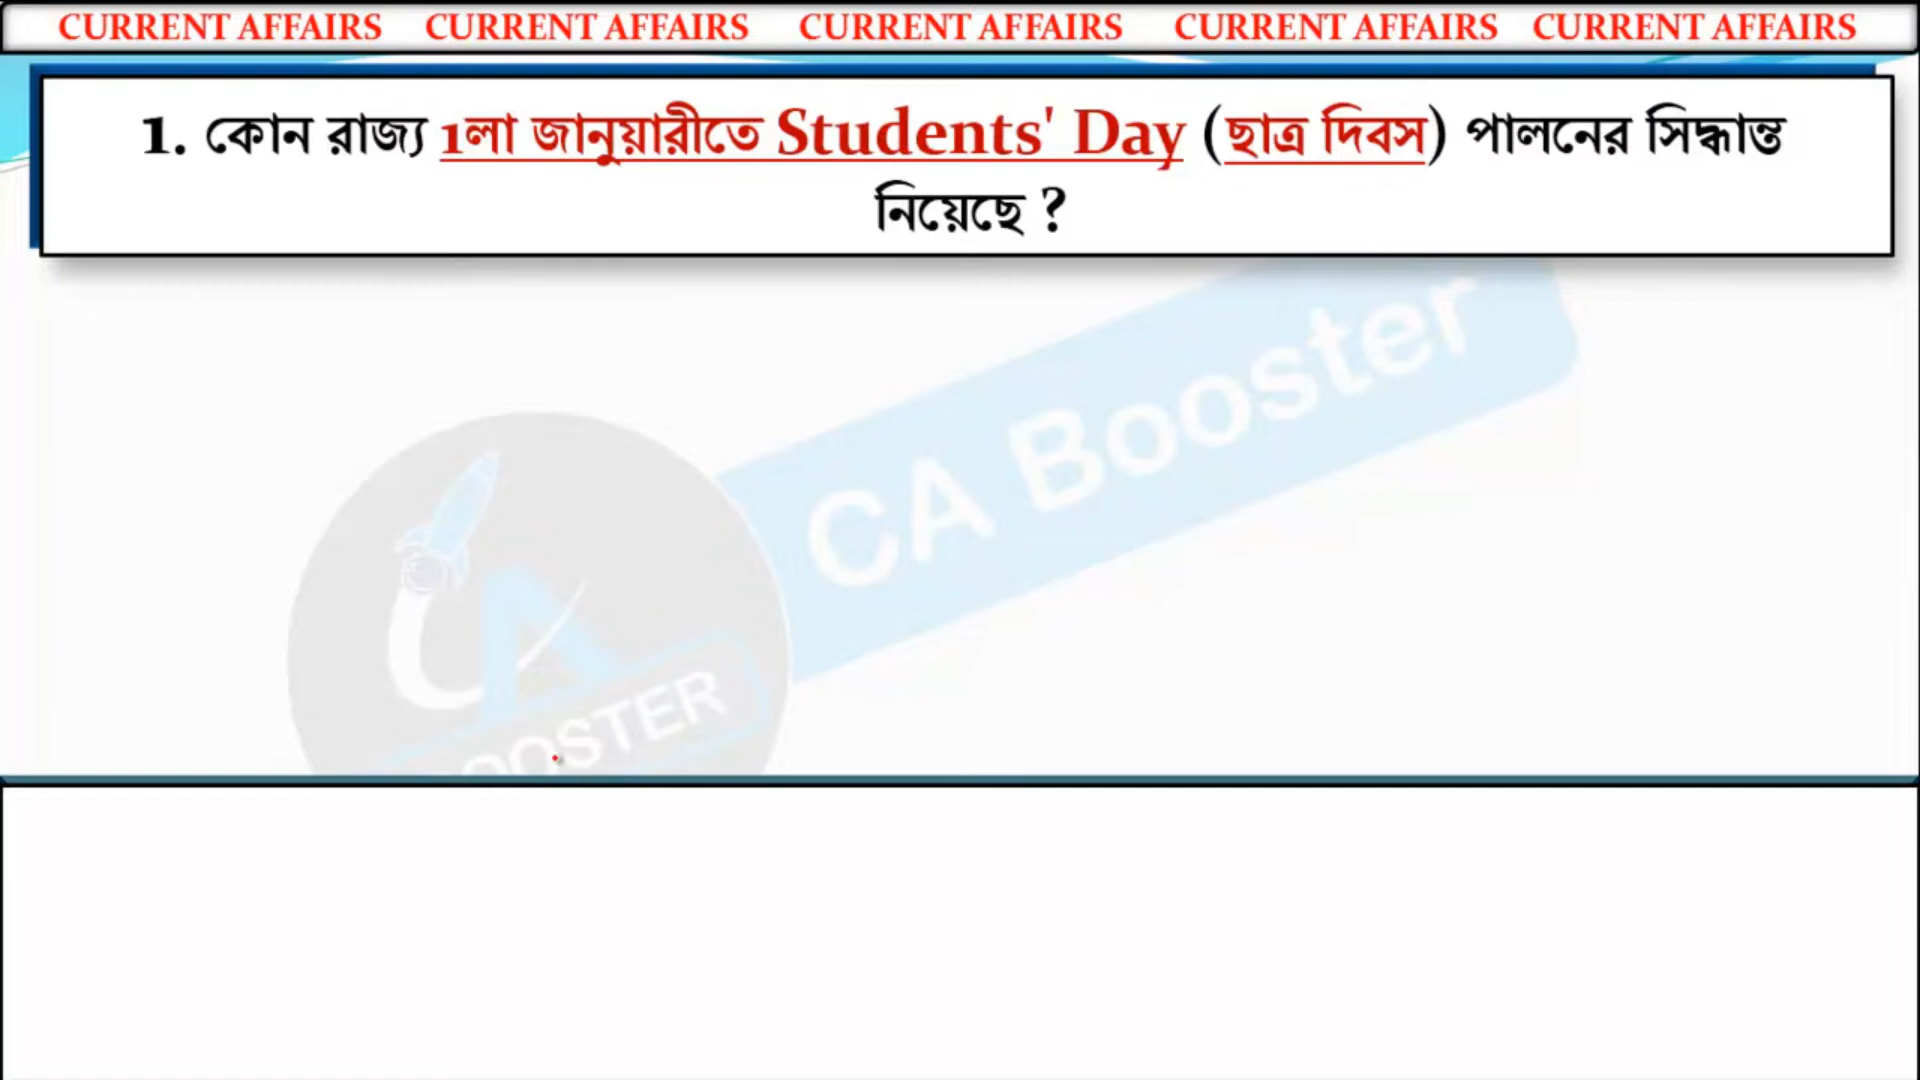 CURRENT AFFAIRS CURRENT AFFAIRS CURRENT AFFAIRS CURRENT AFFAIRS CURRENT AFFAIRS
1. কোন রাজ্য 1লা জানুয়ারীতে Students' Day (ছাত্র দিবস) পালনের সিদ্ধান্ত
নিয়েছে ?
CA Booster
CA
OOSTER